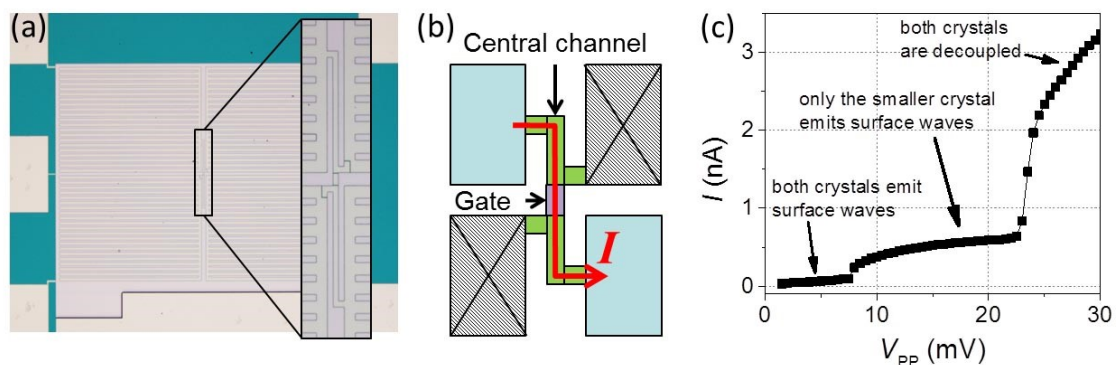 (a)
(b)
Central channel
Gate
I
(c)
I (nA)
3
2
1
0
both crystals
are decoupled
only the smaller crystal
emits surface waves
both crystals emit
surface waves
0 10 20 30
V_PP (mV)